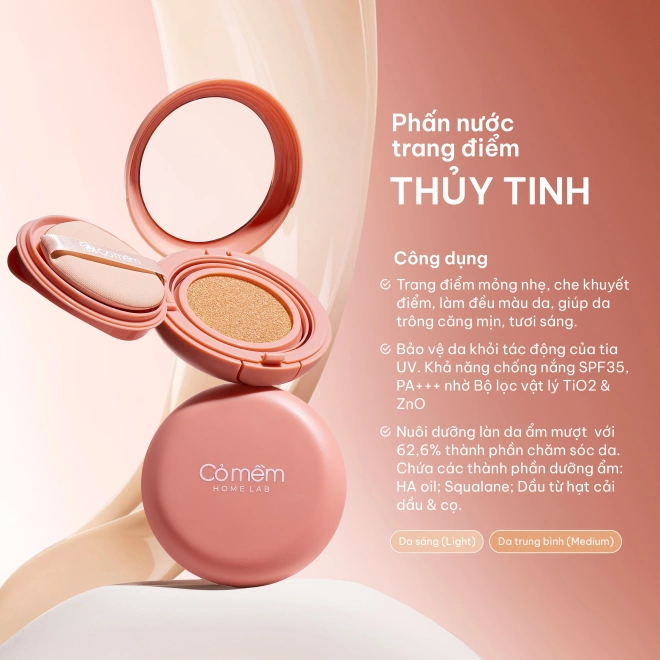 Phấn nước
trang điểm
THỦY TINH
Công dụng
Trang điểm mỏng nhẹ, che khuyết
điểm, làm đều màu da, giúp da
trông căng mịn, tươi sáng.
Bảo vệ da khỏi tác động của tia
UV. Khả năng chống nắng SPF35,
PA+++ nhờ Bộ lọc vật lý TiO2 &
ZnO
Nuôi dưỡng làn da ẩm mượt với
62,6% thành phần chăm sóc da.
Chứa các thành phần dưỡng ẩm:
HA oil; Squalane; Dầu từ hạt cải
dầu & cọ.
Da sáng (Light)
Da trung bình (Medium)
Cỏ mềm
Cỏ mềm
HOME LAB